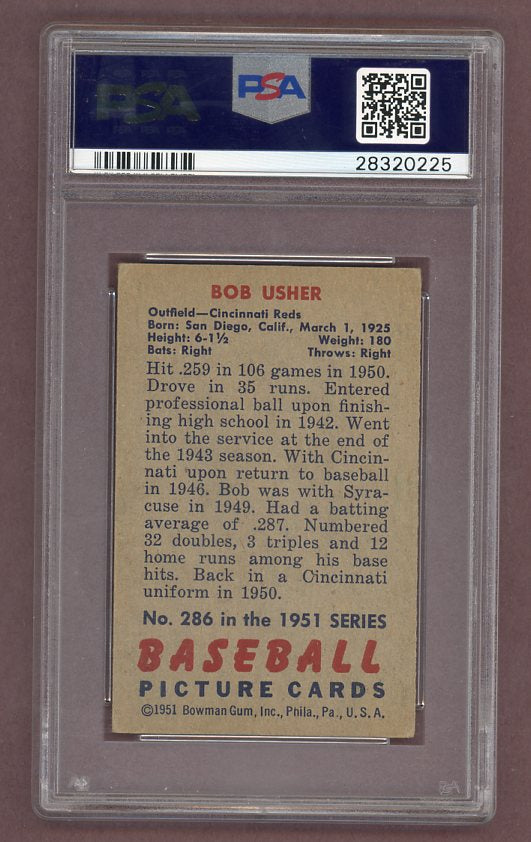 PSA
PSA
PSA PSA PSA
28320225
BOB USHER
Outfield—Cincinnati Reds
Born: San Diego, Calif., March 1, 1925
Height: 6-1½ Weight: 180
Bats: Right Throws: Right
Hit .259 in 106 games in 1950.
Drove in 35 runs. Entered
professional ball upon finish-
ing high school in 1942. Went
into the service at the end of
the 1943 season. With Cincin-
nati upon return to baseball
in 1946. Bob was with Syra-
cuse in 1949. Had a batting
average of .287. Numbered
32 doubles, 3 triples and 12
home runs among his base
hits. Back in a Cincinnati
uniform in 1950.
No. 286 in the 1951 SERIES
BASEBALL
PICTURE CARDS
©1951 Bowman Gum, Inc., Phila., Pa., U. S. A.
PSA